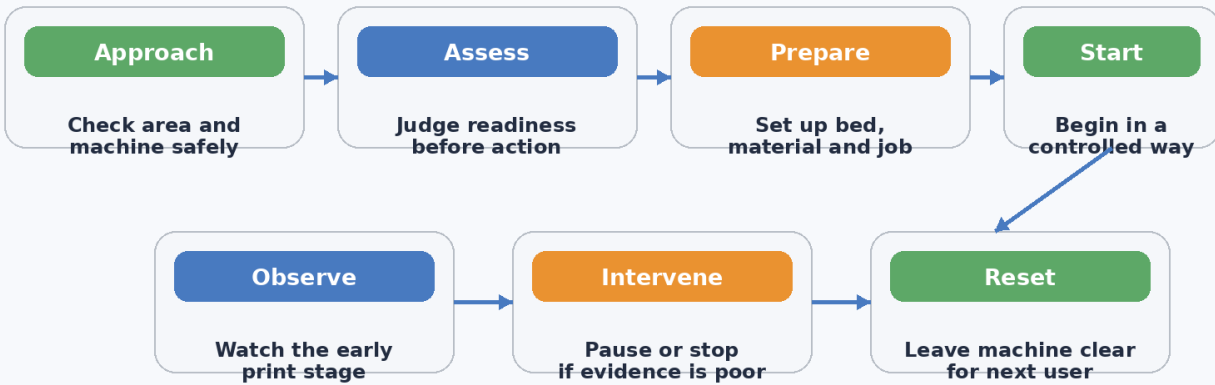 Approach
Check area and
machine safely
Assess
Judge readiness
before action
Prepare
Set up bed,
material and job
Start
Begin in a
controlled way
Observe
Watch the early
print stage
Intervene
Pause or stop
if evidence is poor
Reset
Leave machine clear
for next user